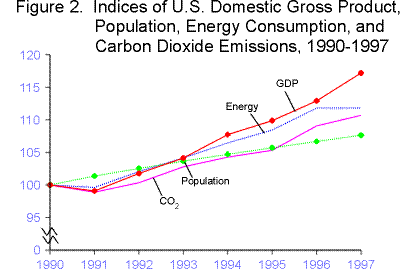 Figure 2. Indices of U.S. Domestic Gross Product,
Population, Energy Consumption, and
Carbon Dioxide Emissions, 1990-1997
120
115
110
105
100
95
0
GDP
Energy
Population
CO2
1990 1991 1992 1993 1994 1995 1996 1997